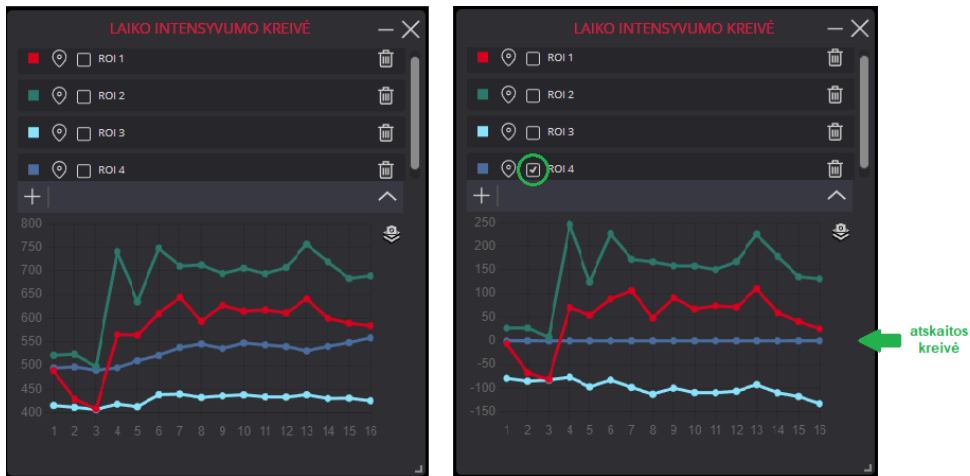 LAIKO INTENSYVUMO KREIVĖ
ROI 1
ROI 2
ROI 3
ROI 4
800
750
700
650
600
550
500
450
400
1 2 3 4 5 6 7 8 9 10 11 12 13 14 15 16
LAIKO INTENSYVUMO KREIVĖ
ROI 1
ROI 2
ROI 3
ROI 4
250
200
150
100
50
0
-50
-100
-150
1 2 3 4 5 6 7 8 9 10 11 12 13 14 15 16
atskaitos
kreivė